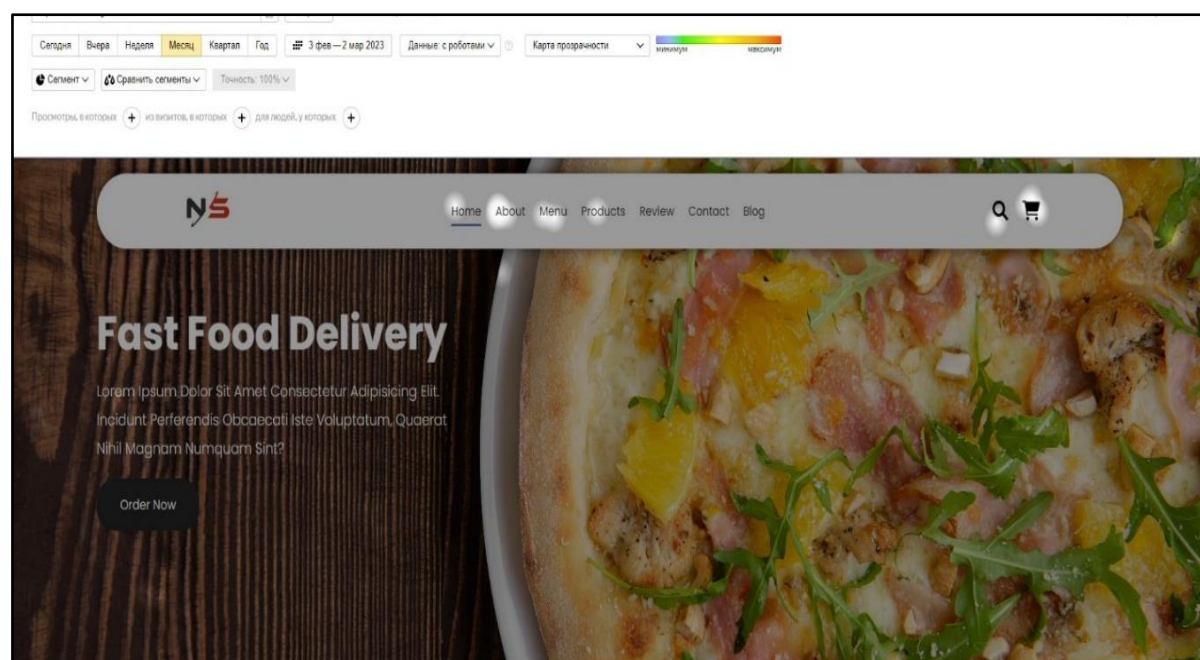 Сегодня Вчера Неделя Месяц Квартал Год 3 фев — 2 мар 2023 Данные: с роботами Карта прозрачности минимум максимум
Сегмент Сравнить сегменты Точность: 100%
Просмотры, в которых + из визитов, в которых + для людей, у которых +
NS Home About Menu Products Review Contact Blog
Fast Food Delivery
Lorem Ipsum Dolor Sit Amet Consectetur Adipisicing Elit.
Incidunt Perferendis Obcaecati Iste Voluptatum, Quaerat
Nihil Magnam Numquam Sint?
Order Now